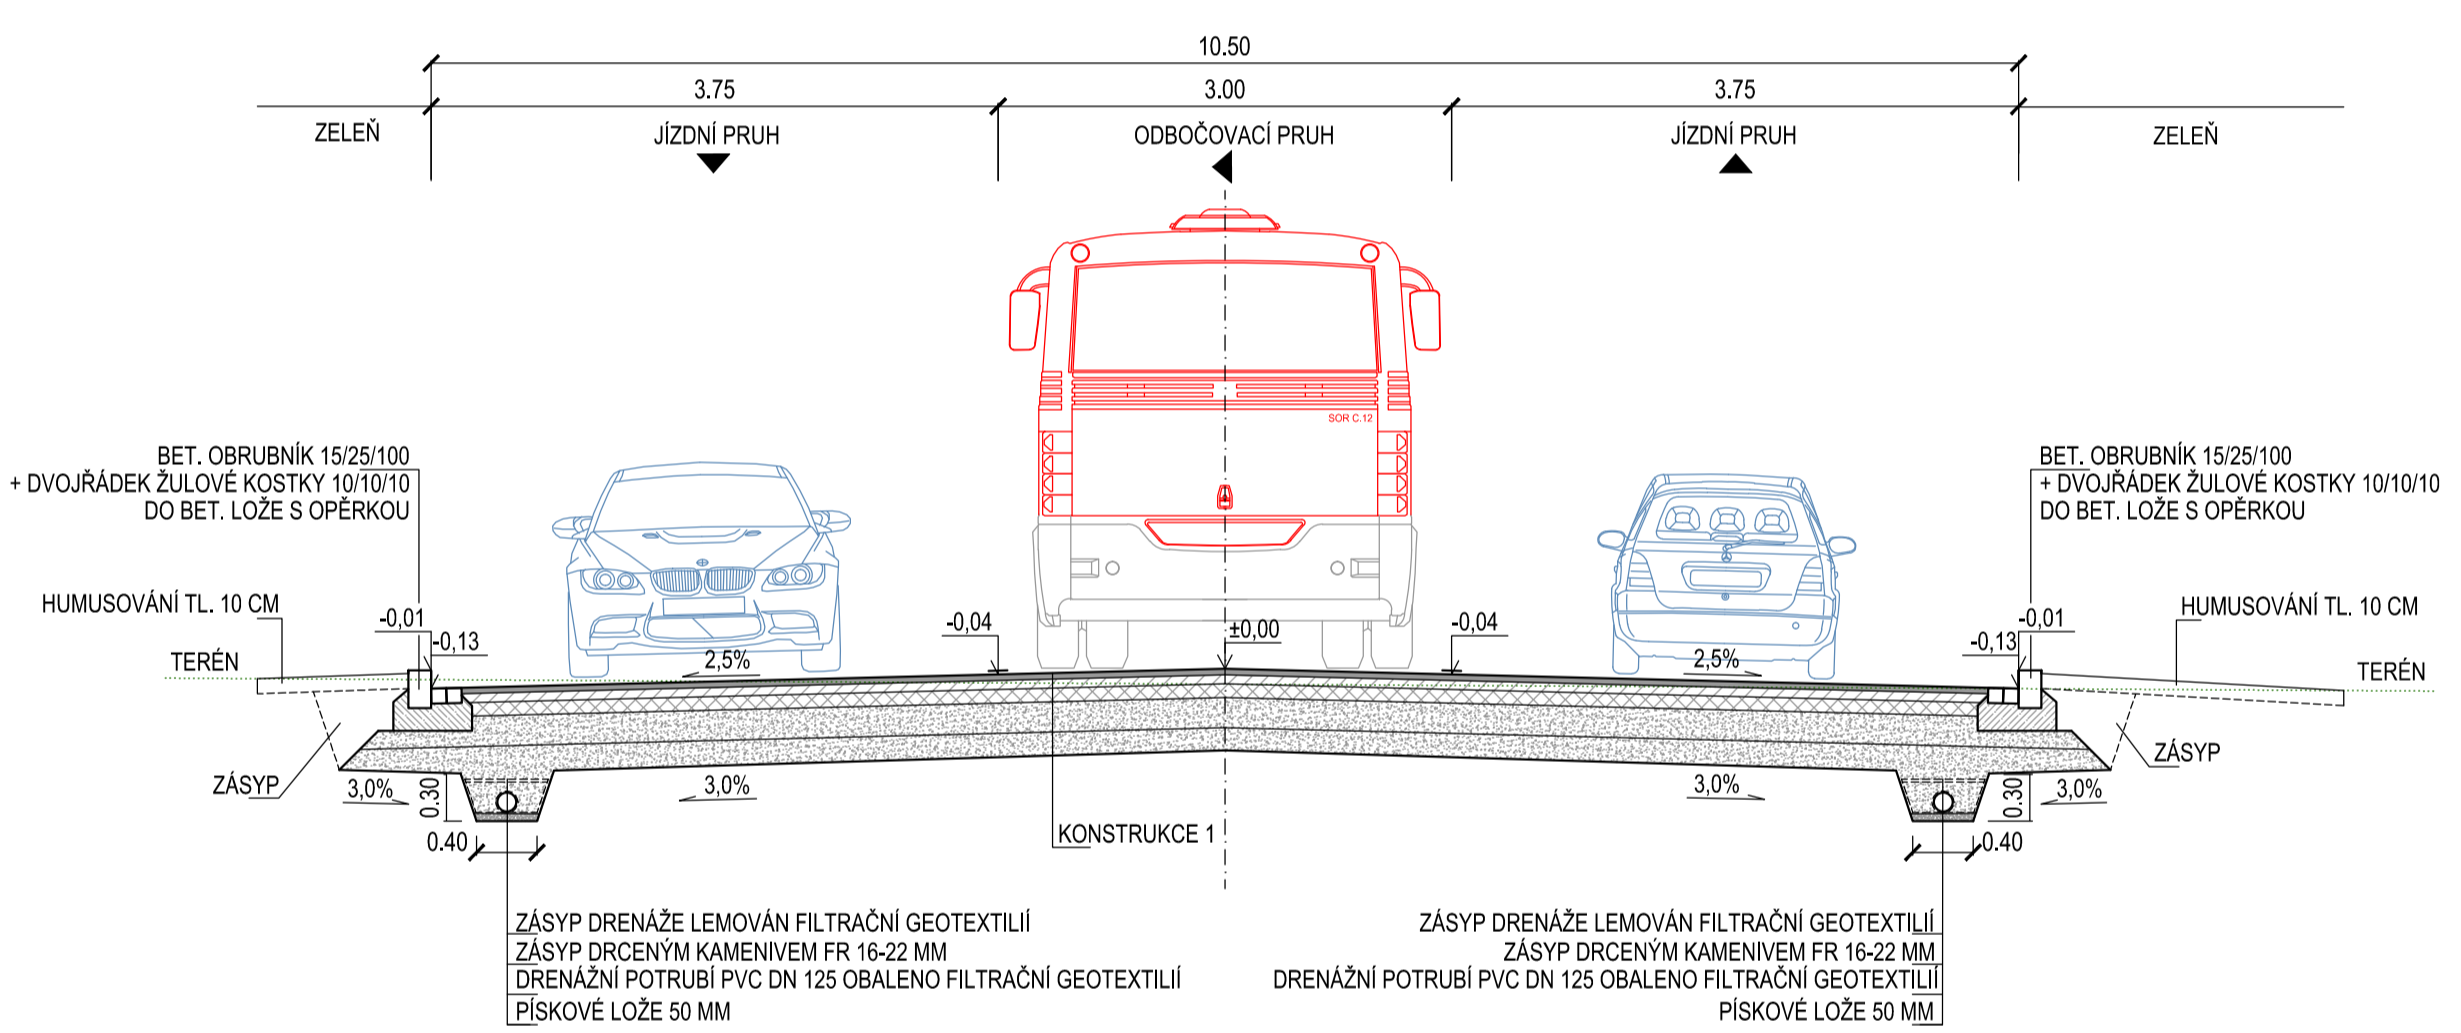 10.50
3.75
3.00
3.75
ZELEŇ
JÍZDNÍ PRUH
ODBOČOVACÍ PRUH
JÍZDNÍ PRUH
ZELEŇ
SOR C.12
BET. OBRUBNÍK 15/25/100
+ DVOJŘÁDEK ŽULOVÉ KOSTKY 10/10/10
DO BET. LOŽE S OPĚRKOU
BET. OBRUBNÍK 15/25/100
+ DVOJŘÁDEK ŽULOVÉ KOSTKY 10/10/10
DO BET. LOŽE S OPĚRKOU
HUMUSOVÁNÍ TL. 10 CM
-0,01
-0,13
-0,04
±0,00
-0,04
-0,13
-0,01
HUMUSOVÁNÍ TL. 10 CM
TERÉN
2,5%
2,5%
TERÉN
ZÁSYP
3,0%
0.30
3,0%
3,0%
0.30
3,0%
ZÁSYP
0.40
KONSTRUKCE 1
0.40
ZÁSYP DRENÁŽE LEMOVÁN FILTRAČNÍ GEOTEXTILIÍ
ZÁSYP DRCENÝM KAMENIVEM FR 16-22 MM
DRENÁŽNÍ POTRUBÍ PVC DN 125 OBALENO FILTRAČNÍ GEOTEXTILIÍ
PÍSKOVÉ LOŽE 50 MM
ZÁSYP DRENÁŽE LEMOVÁN FILTRAČNÍ GEOTEXTILIÍ
ZÁSYP DRCENÝM KAMENIVEM FR 16-22 MM
DRENÁŽNÍ POTRUBÍ PVC DN 125 OBALENO FILTRAČNÍ GEOTEXTILIÍ
PÍSKOVÉ LOŽE 50 MM